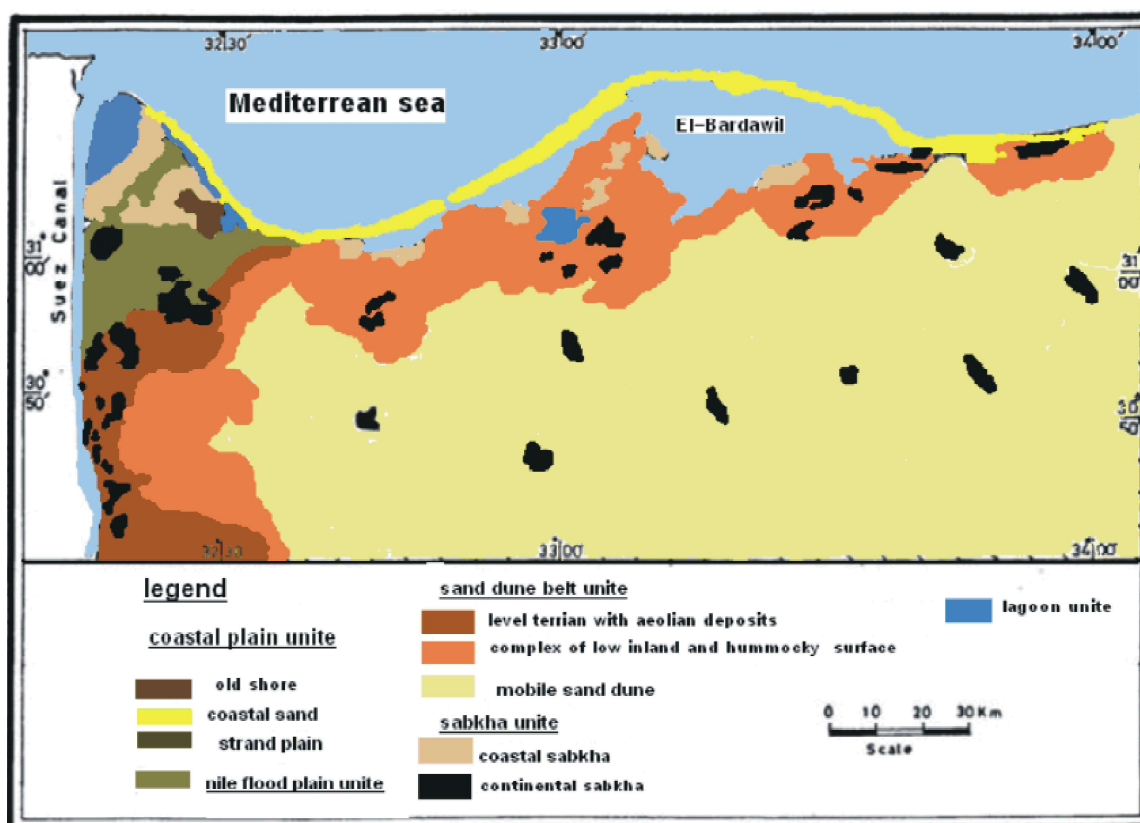 32°30′ 33°00′ 34°00′
Mediterrean sea
El-Bardawil
Suez Canal
31°
00′
31
00′
30°
50′
30
50
32°30 33°00′ 34°00′
legend
coastal plain unite
old shore
coastal sand
strand plain
nile flood plain unite
sand dune belt unite
level terrian with aeolian deposits
complex of low inland and hummocky surface
mobile sand dune
sabkha unite
coastal sabkha
continental sabkha
lagoon unite
0 10 20 30 Km
Scale